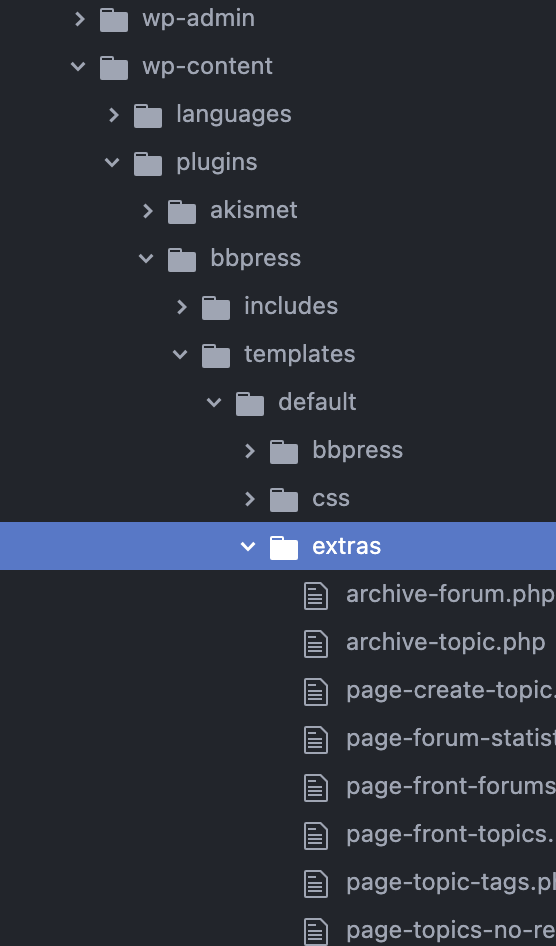 wp-admin
wp-content
languages
plugins
akismet
bbpress
includes
templates
default
bbpress
css
extras
archive-forum.php
archive-topic.php
page-create-topic.
page-forum-statist
page-front-forums
page-front-topics.
page-topic-tags.pl
page-topics-no-re